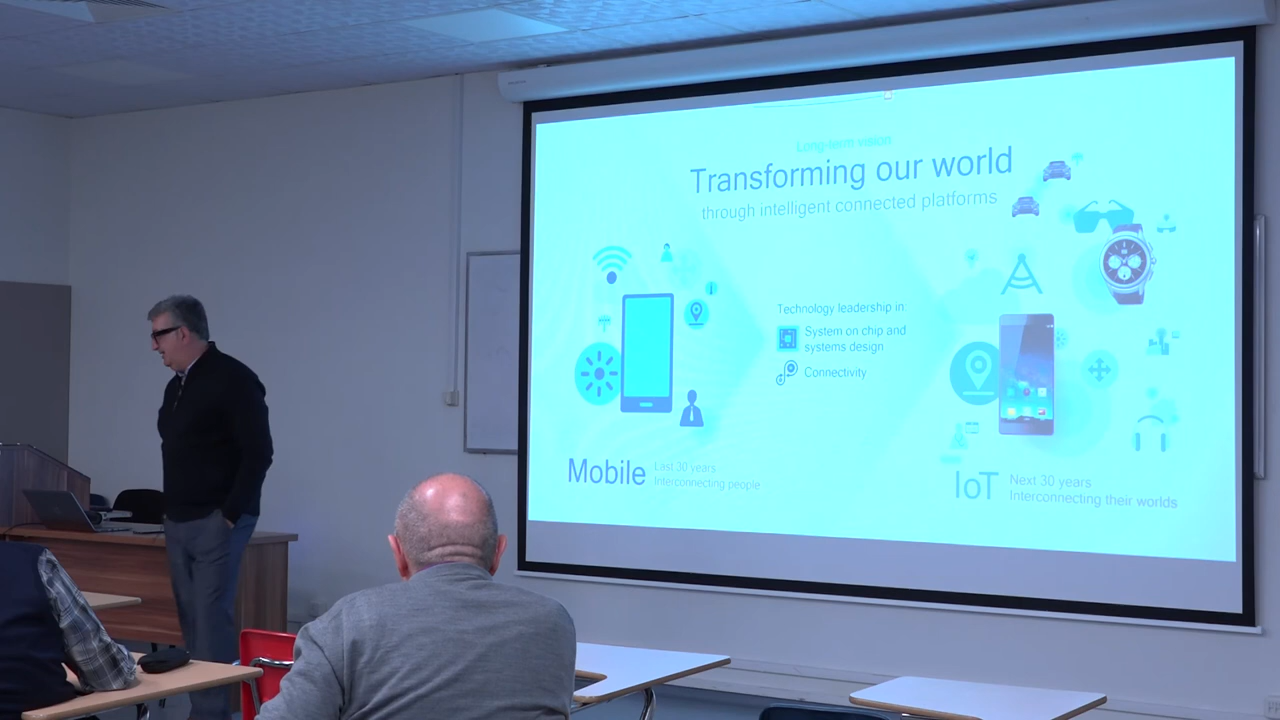 Long-term vision
Transforming our world
through intelligent connected platforms
Technology leadership in:
System on chip and
systems design
Connectivity
Mobile
Last 30 years
Interconnecting people
IoT
Next 30 years
Interconnecting their worlds